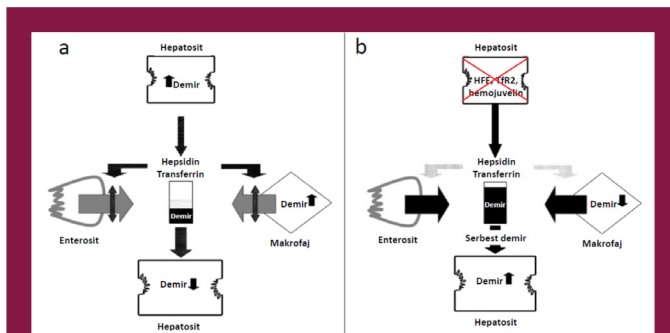 a
Hepatosit
Demir
Hepsidin
Transferrin
Demir
Enterosit
Demir
Makrofaj
Demir
Hepatosit
b
Hepatosit
HFE, TfR2,
hemojuvelin
Hepsidin
Transferrin
Demir
Enterosit
Demir
Makrofaj
Serbest demir
Demir
Hepatosit